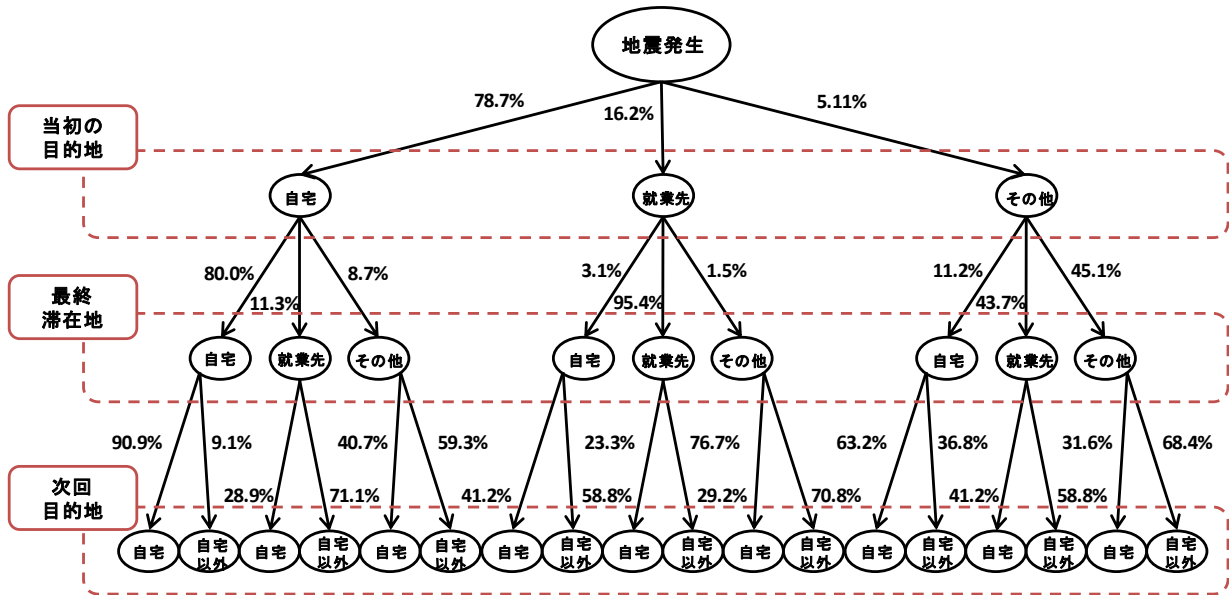 地震発生
78.7%
16.2%
5.11%
当初の
目的地
自宅
就業先
その他
80.0%
11.3%
8.7%
3.1%
95.4%
1.5%
11.2%
43.7%
45.1%
最終
滞在地
自宅
就業先
その他
自宅
就業先
その他
自宅
就業先
その他
90.9%
9.1%
28.9%
71.1%
40.7%
59.3%
41.2%
23.3%
58.8%
76.7%
29.2%
70.8%
63.2%
36.8%
41.2%
58.8%
31.6%
68.4%
次回
目的地
自宅
自宅
以外
自宅
自宅
以外
自宅
自宅
以外
自宅
自宅
以外
自宅
自宅
以外
自宅
自宅
以外
自宅
自宅
以外
自宅
自宅
以外
自宅
自宅
以外